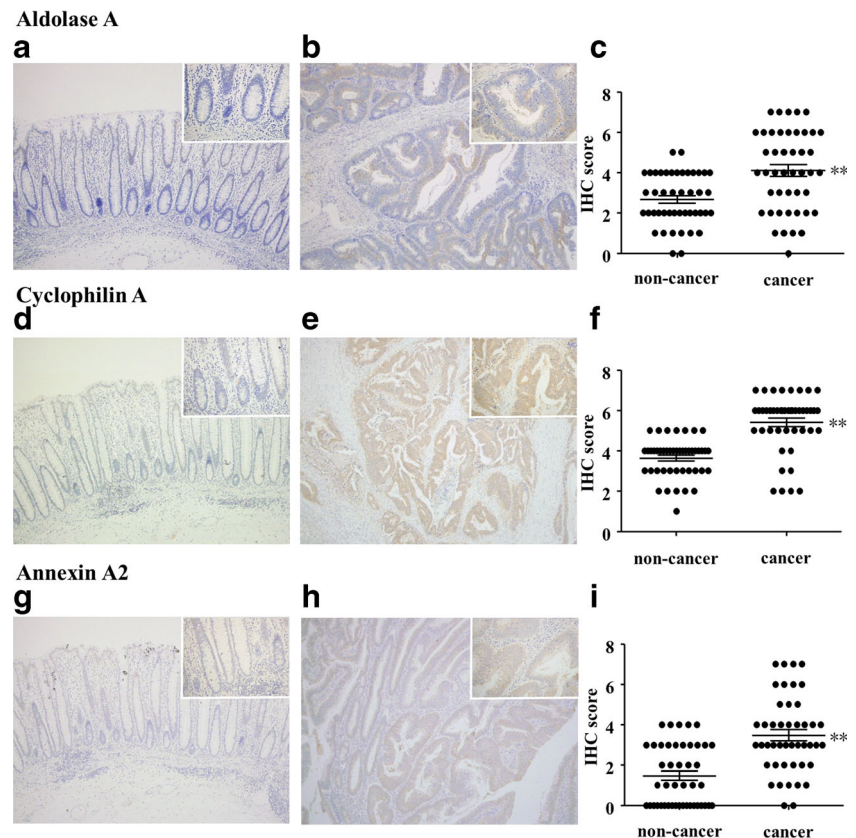 Aldolase A
a
b
c
IHC score
8
6
4
2
0
**
non-cancer
cancer
Cyclophilin A
d
e
f
IHC score
8
6
4
2
0
**
non-cancer
cancer
Annexin A2
g
h
i
IHC score
8
6
4
2
0
**
non-cancer
cancer